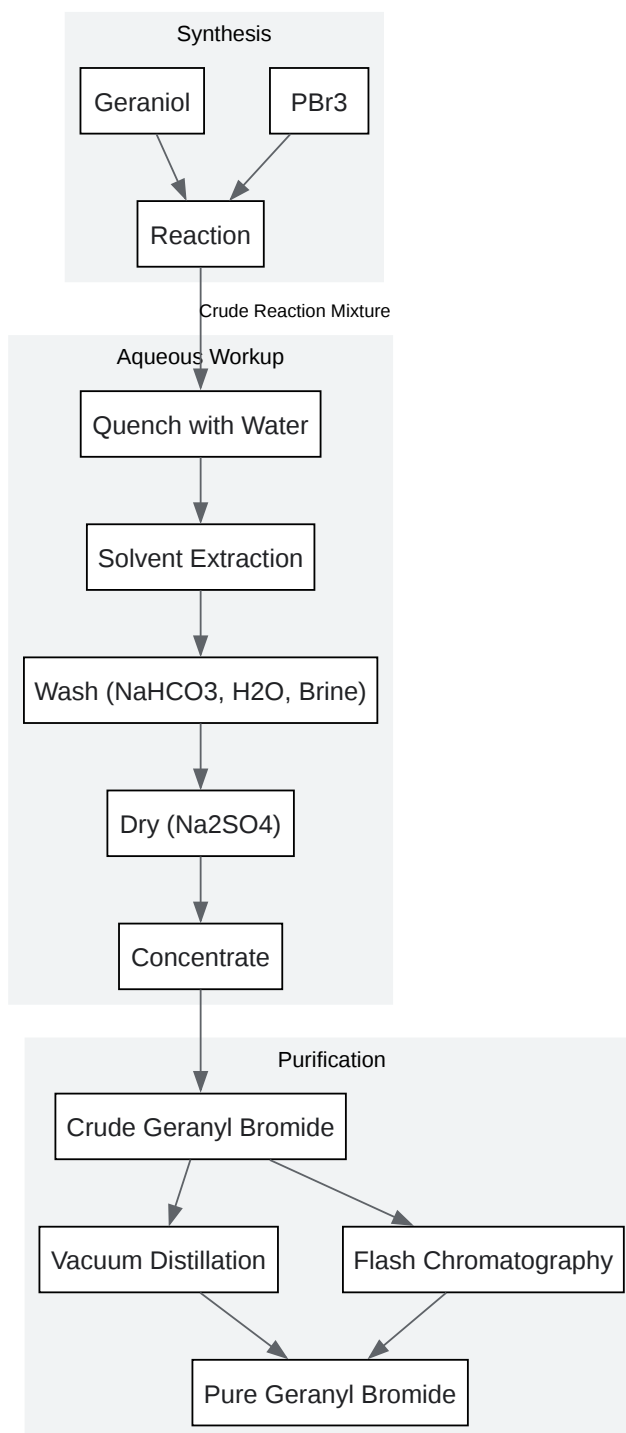 Synthesis
Geraniol
PBr3
Reaction
Crude Reaction Mixture
Aqueous Workup
Quench with Water
Solvent Extraction
Wash (NaHCO3, H2O, Brine)
Dry (Na2SO4)
Concentrate
Purification
Crude Geranyl Bromide
Vacuum Distillation
Flash Chromatography
Pure Geranyl Bromide